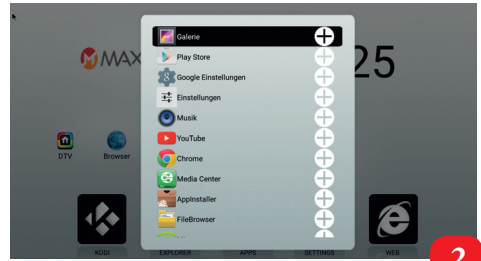 MAX
25
Galerie
Play Store
Google Einstellungen
Einstellungen
Musik
YouTube
Chrome
Media Center
AppInstaller
FileBrowser
DTV
Browser
KODI
EXPLORER
APPS
SETTINGS
WEB
2